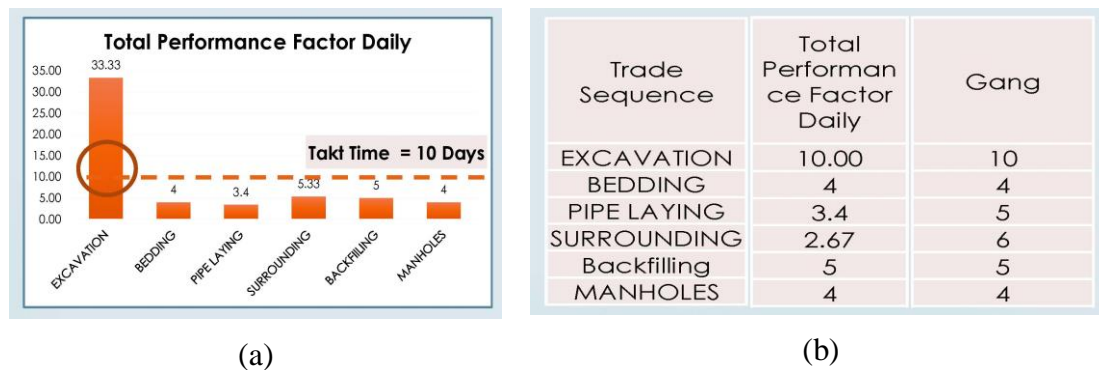 Total Performance Factor Daily
35.00
33.33
30.00
25.00
20.00
15.00
Takt Time = 10 Days
10.00
4
3.4
5.33
5
4
5.00
0.00
EXCAVATION
BEDDING
PIPE LAYING
SURROUNDING
BACKFILLING
MANHOLES
(a)
Trade
Sequence
Total
Performan
ce Factor
Daily
Gang
EXCAVATION 10.00 10
BEDDING 4 4
PIPE LAYING 3.4 5
SURROUNDING 2.67 6
Backfilling 5 5
MANHOLES 4 4
(b)